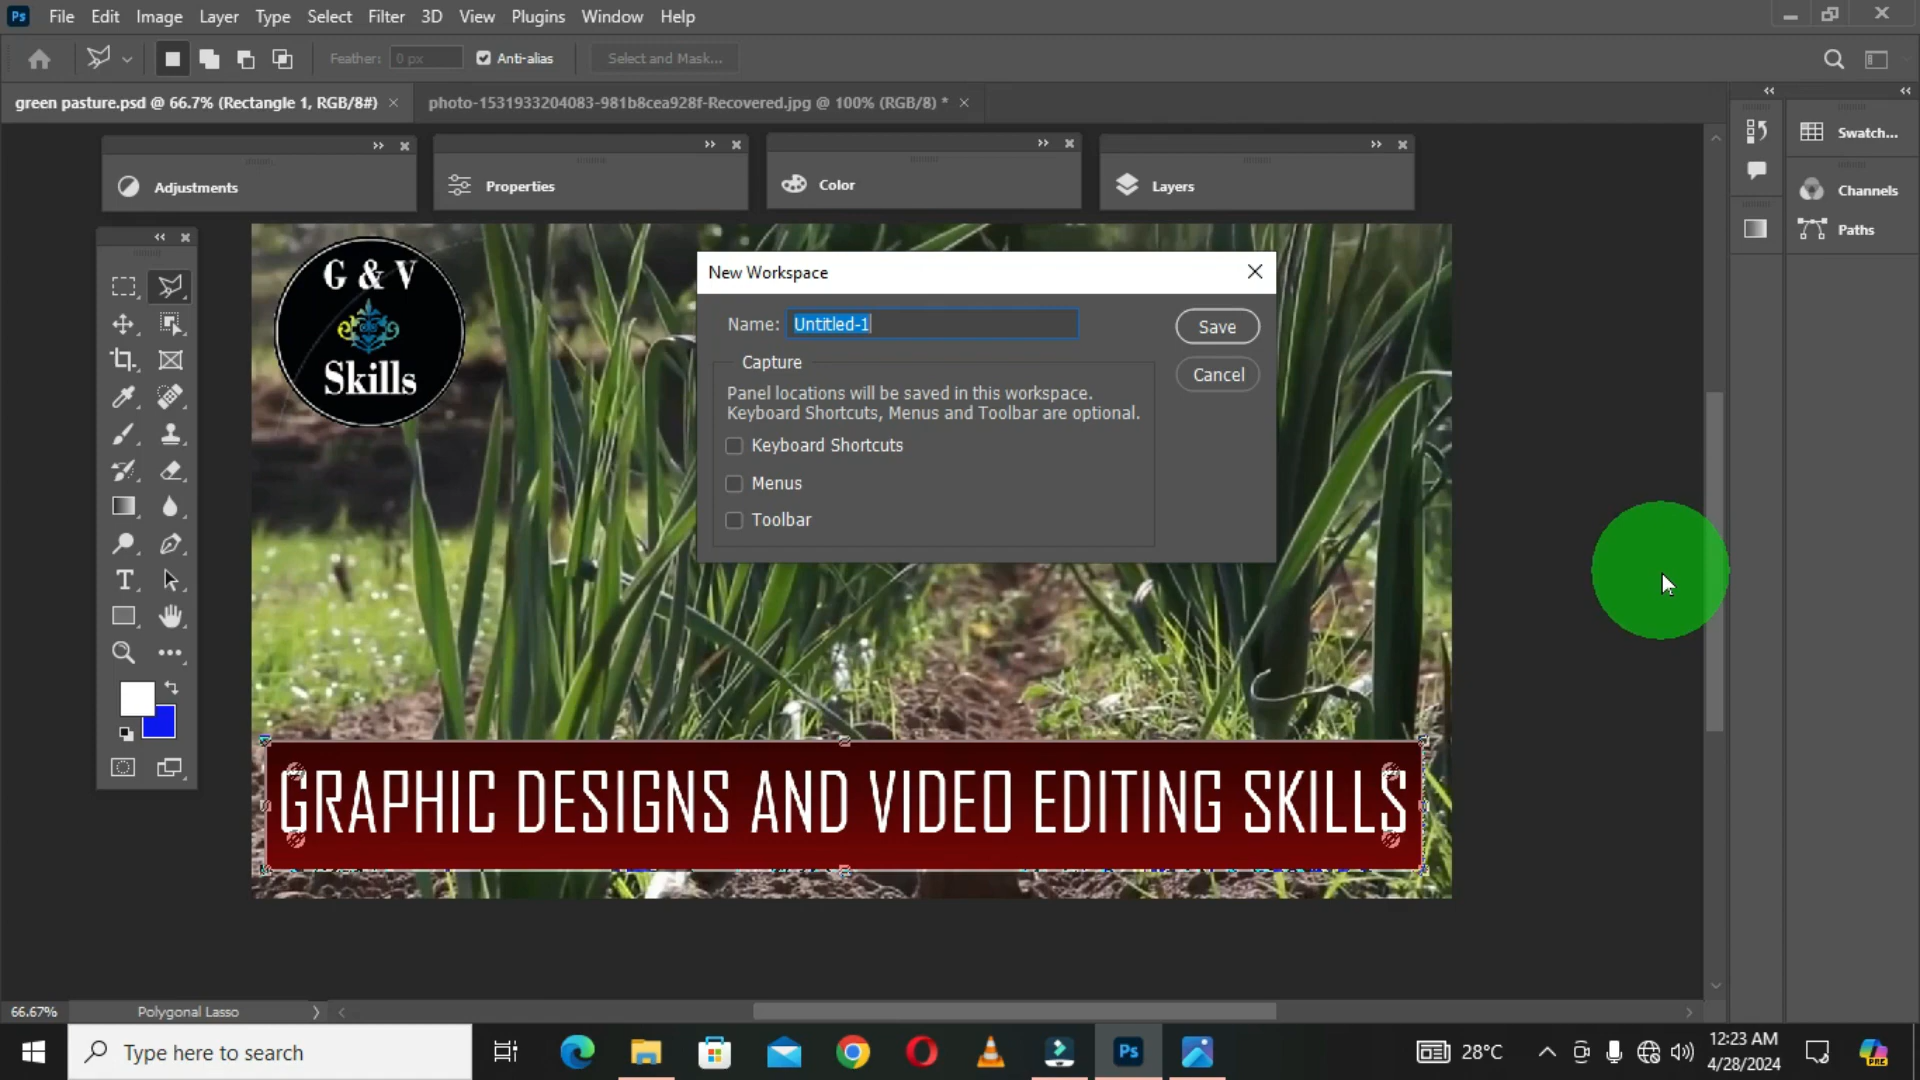 Ps File Edit Image Layer Type Select Filter 3D View Plugins Window Help
Feather: 0 px Anti-alias Select and Mask...
green pasture.psd @ 66.7% (Rectangle 1, RGB/8#) photo-1531933204083-981b8cea928f-Recovered.jpg @ 100% (RGB/8) *
Adjustments Properties Color Layers
Swatch...
Channels
Paths
G & V
Skills
New Workspace
Name: Untitled-1
Save
Capture
Cancel
Panel locations will be saved in this workspace.
Keyboard Shortcuts, Menus and Toolbar are optional.
Keyboard Shortcuts
Menus
Toolbar
GRAPHIC DESIGNS AND VIDEO EDITING SKILLS
66.67% Polygonal Lasso
Type here to search
Ps
28°C
12:23 AM
4/28/2024
PRE